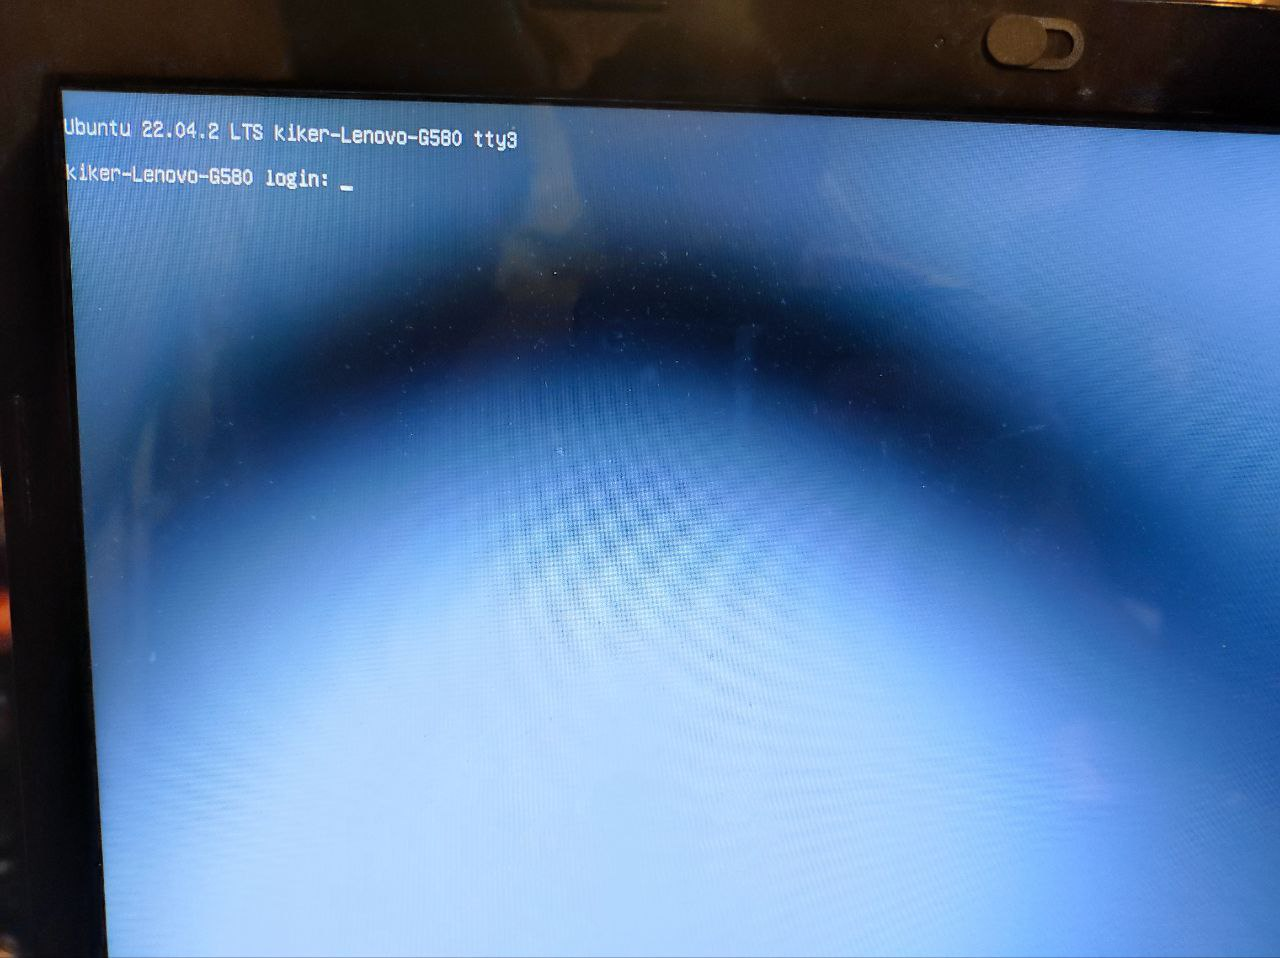 Ubuntu 22.04.2 LTS kiker-Lenovo-G580 tty3
kiker-Lenovo-G580 login: _